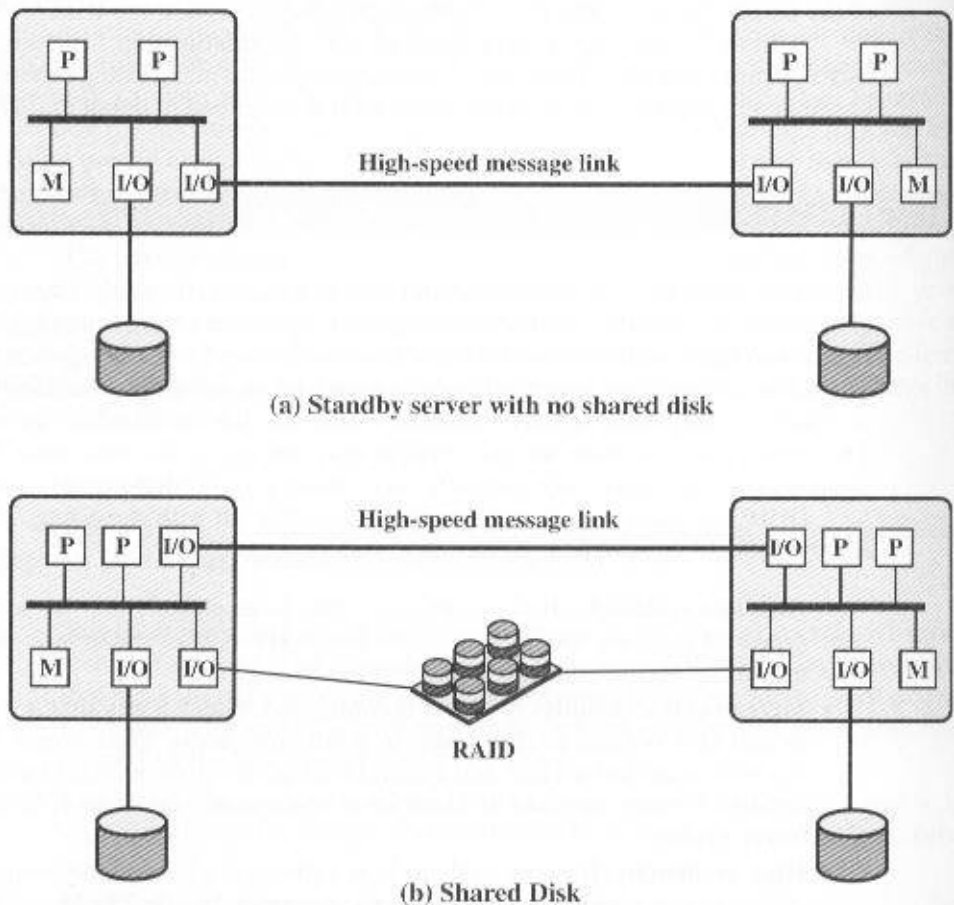 P P P P
High-speed message link
M I/O I/O I/O I/O M
(a) Standby server with no shared disk
High-speed message link
P P I/O I/O P P
M I/O I/O I/O I/O M
RAID
(b) Shared Disk